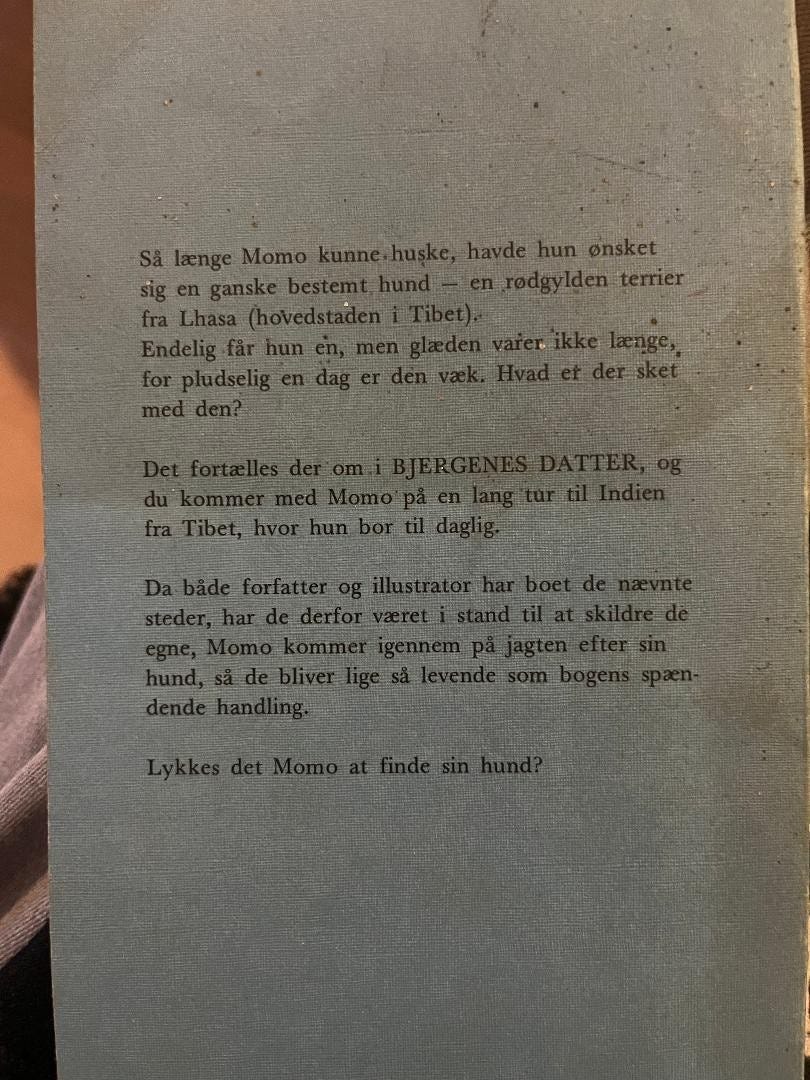 Så længe Momo kunne huske, havde hun ønsket
sig en ganske bestemt hund — en rødgylden terrier
fra Lhasa (hovedstaden i Tibet).
Endelig får hun en, men glæden varer ikke længe,
for pludselig en dag er den væk. Hvad er der sket
med den?
Det fortælles der om i BJERGENES DATTER, og
du kommer med Momo på en lang tur til Indien
fra Tibet, hvor hun bor til daglig.
Da både forfatter og illustrator har boet de nævnte
steder, har de derfor været i stand til at skildre de
egne, Momo kommer igennem på jagten efter sin
hund, så de bliver lige så levende som bogens spæn-
dende handling.
Lykkes det Momo at finde sin hund?